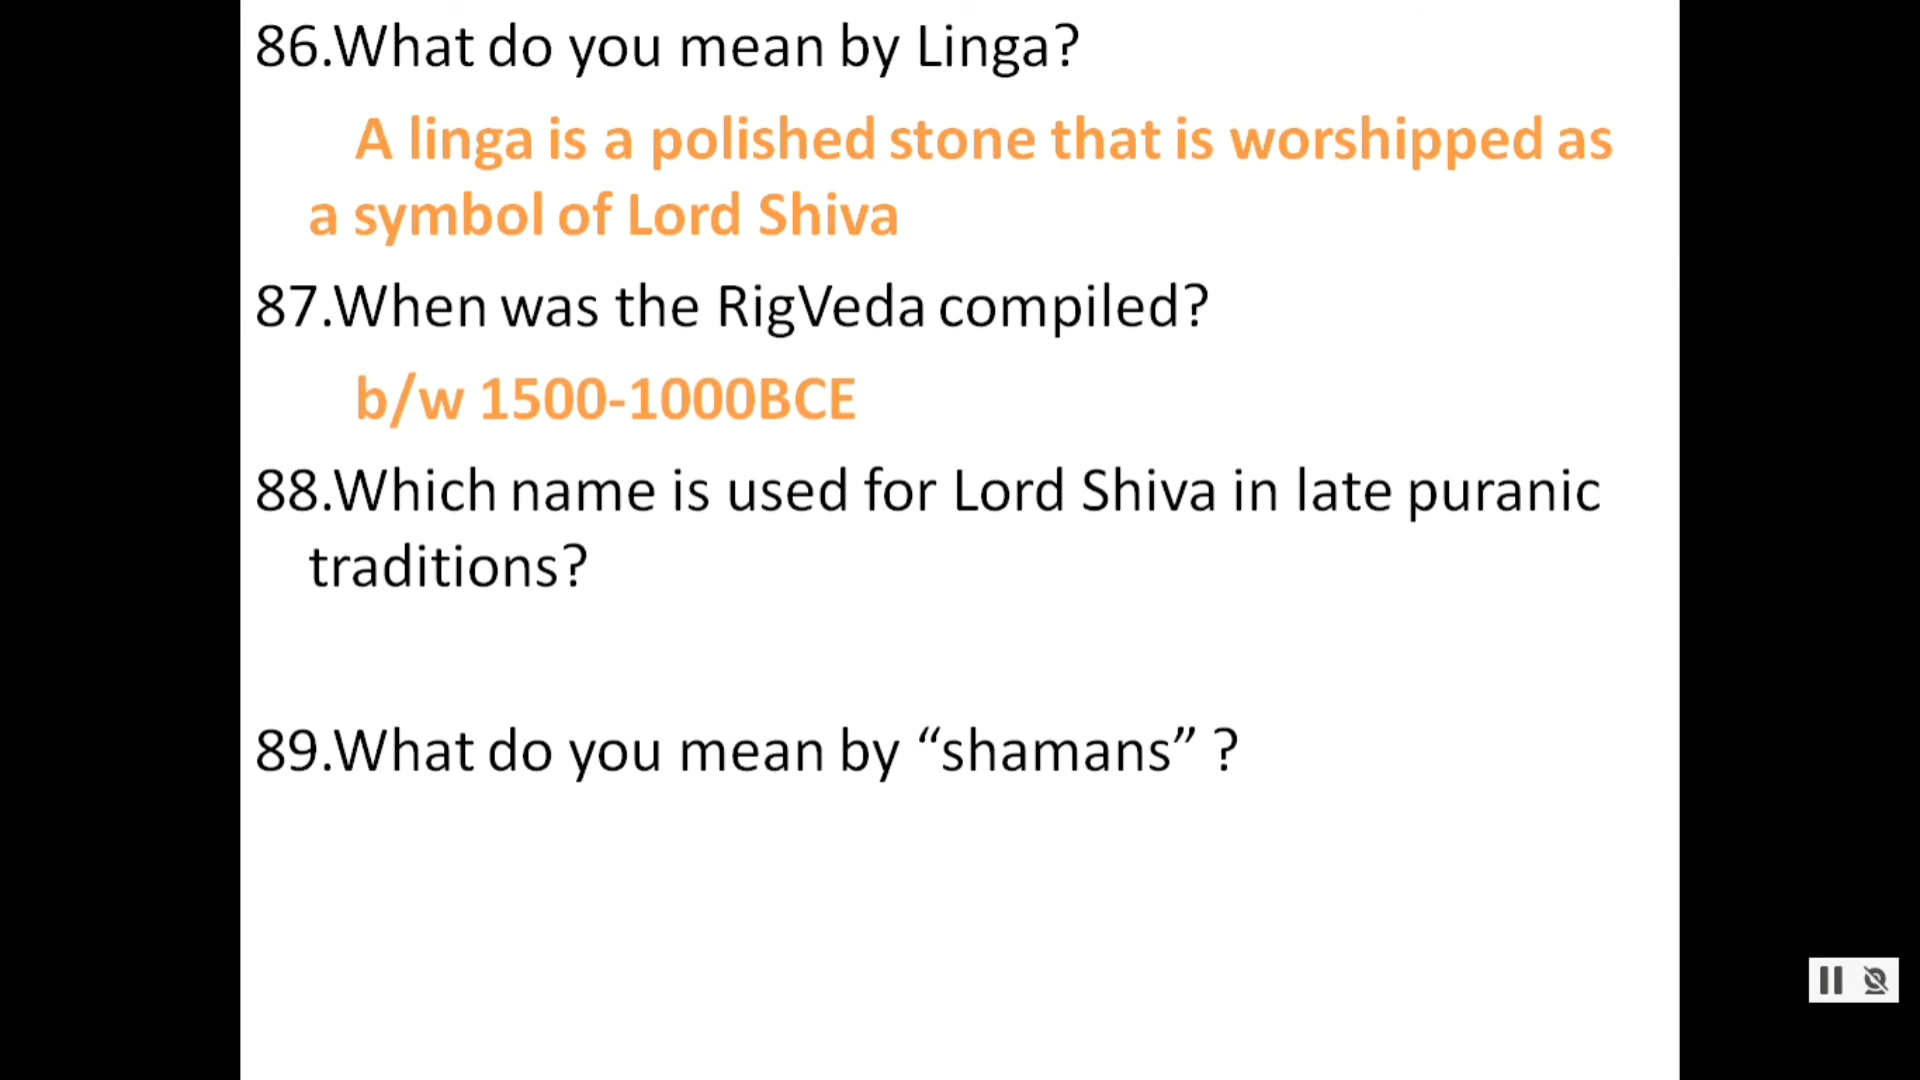 86.What do you mean by Linga?
A linga is a polished stone that is worshipped as
a symbol of Lord Shiva
87.When was the RigVeda compiled?
b/w 1500-1000BCE
88.Which name is used for Lord Shiva in late puranic
traditions?
89.What do you mean by “shamans” ?